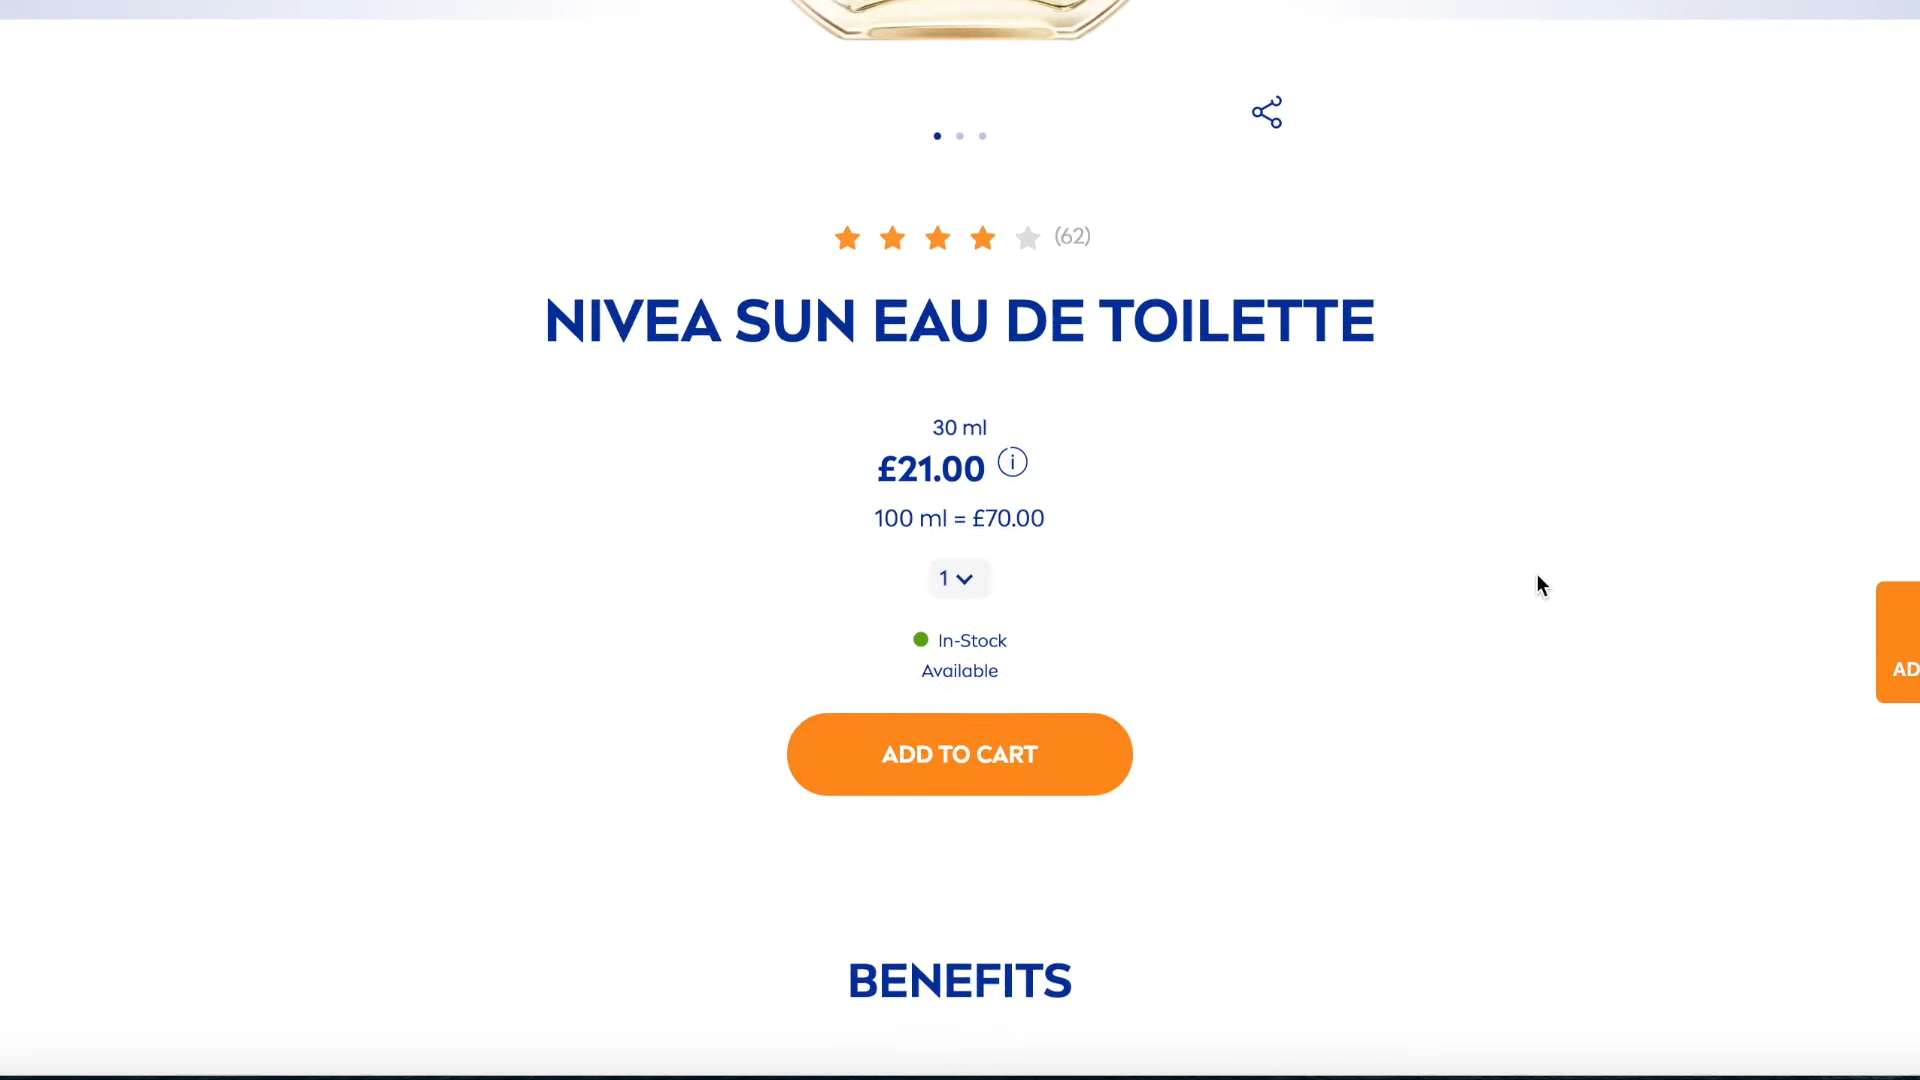 (62)
NIVEA SUN EAU DE TOILETTE
30 ml
£21.00 i
100 ml = £70.00
1
In-Stock
Available
AD
ADD TO CART
BENEFITS